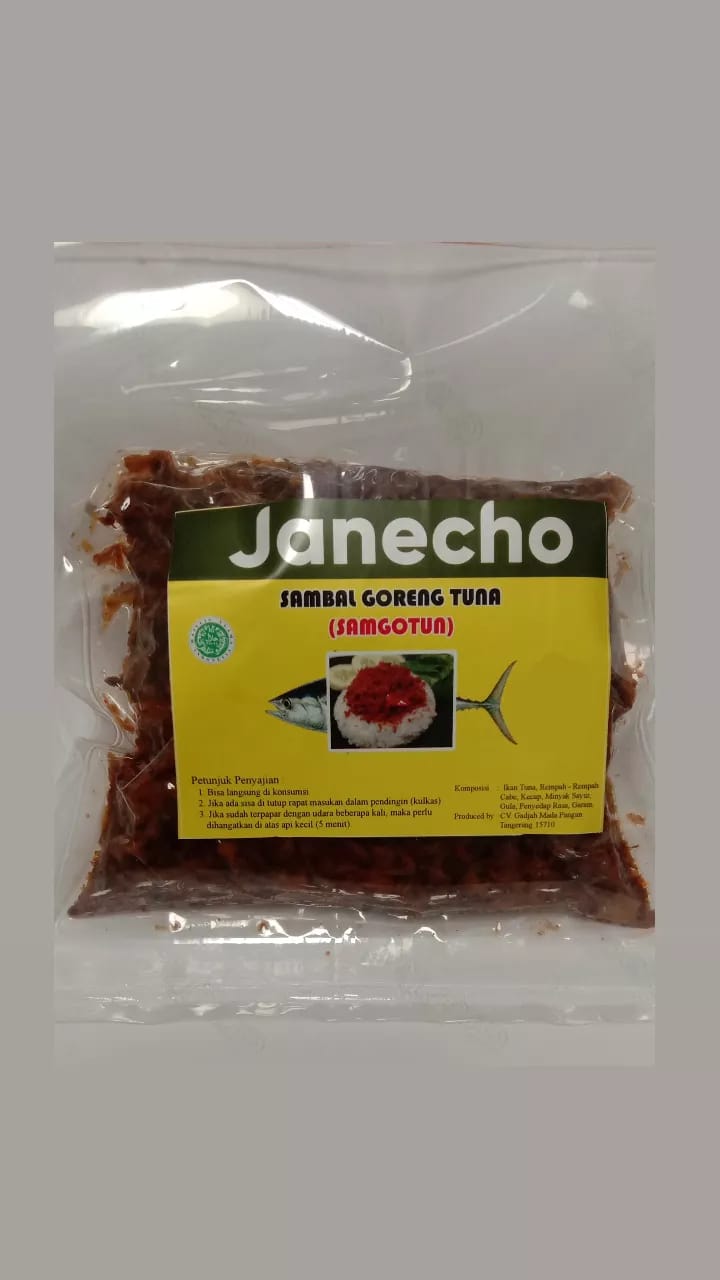 Janecho
SAMBAL GORENG TUNA
(SAMGOTUN)
Petunjuk Penyajian :
1. Bisa langsung di konsumsi
2. Jika ada sisa di tutup rapat masukan dalam pendingin (kulkas)
3. Jika sudah terpapar dengan udara beberapa kali, maka perlu
dihangatkan di atas api kecil (5 menit)
Komposisi : Ikan Tuna, Rempah - Rempah
Cabe, Kecap, Minyak Sayur,
Gula, Penyedap Rasa, Garam.
Produced by : CV. Gadjah Mada Pangan
Tangerang 15710